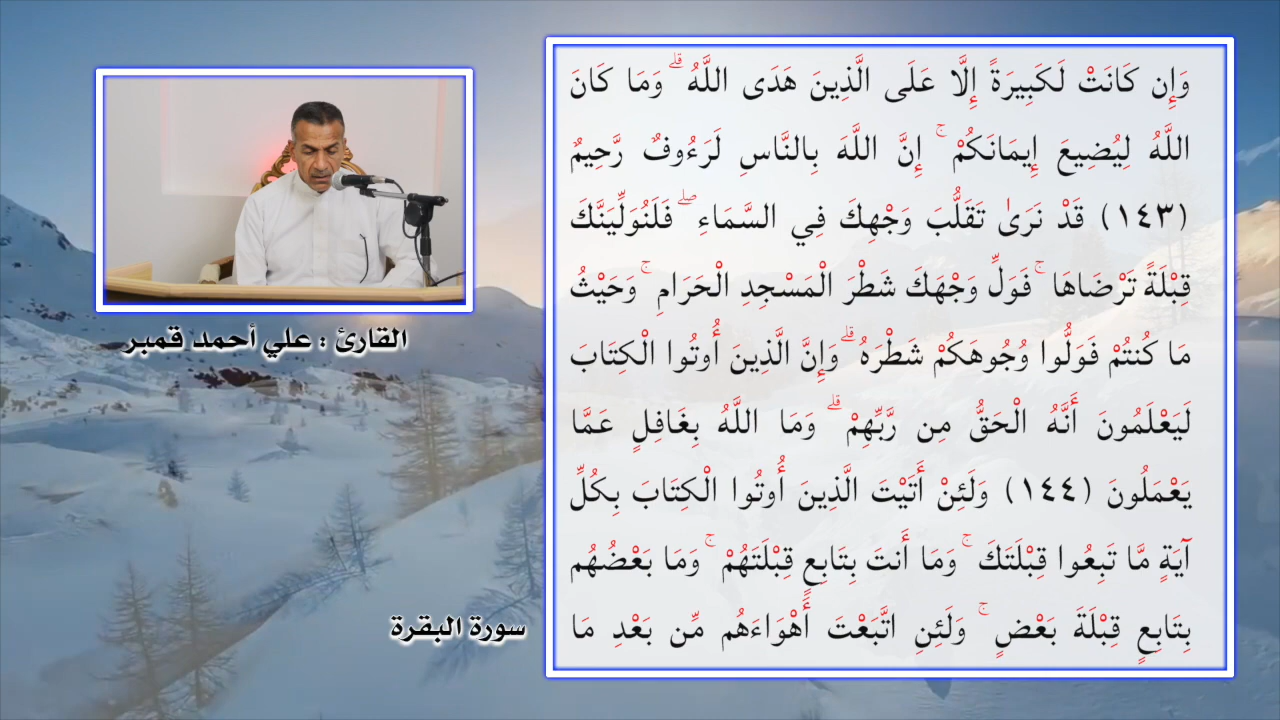 وَإِن كَانَتْ لَكَبِيرَةً إِلَّا عَلَى الَّذِينَ هَدَى اللَّهُ ۗ وَمَا كَانَ
اللَّهُ لِيُضِيعَ إِيمَانَكُمْ ۚ إِنَّ اللَّهَ بِالنَّاسِ لَرَءُوفٌ رَّحِيمٌ
(١٤٣) قَدْ نَرَىٰ تَقَلُّبَ وَجْهِكَ فِي السَّمَاءِ ۖ فَلَنُوَلِّيَنَّكَ
قِبْلَةً تَرْضَاهَا ۚ فَوَلِّ وَجْهَكَ شَطْرَ الْمَسْجِدِ الْحَرَامِ ۚ وَحَيْثُ
مَا كُنتُمْ فَوَلُّوا وُجُوهَكُمْ شَطْرَهُ ۗ وَإِنَّ الَّذِينَ أُوتُوا الْكِتَابَ
لَيَعْلَمُونَ أَنَّهُ الْحَقُّ مِن رَّبِّهِمْ ۗ وَمَا اللَّهُ بِغَافِلٍ عَمَّا
يَعْمَلُونَ (١٤٤) وَلَئِنْ أَتَيْتَ الَّذِينَ أُوتُوا الْكِتَابَ بِكُلِّ
آيَةٍ مَّا تَبِعُوا قِبْلَتَكَ ۚ وَمَا أَنتَ بِتَابِعٍ قِبْلَتَهُمْ ۚ وَمَا بَعْضُهُم
بِتَابِعٍ قِبْلَةَ بَعْضٍ ۚ وَلَئِنِ اتَّبَعْتَ أَهْوَاءَهُم مِّن بَعْدِ مَا
القارئ : علي أحمد قمبر
سورة البقرة